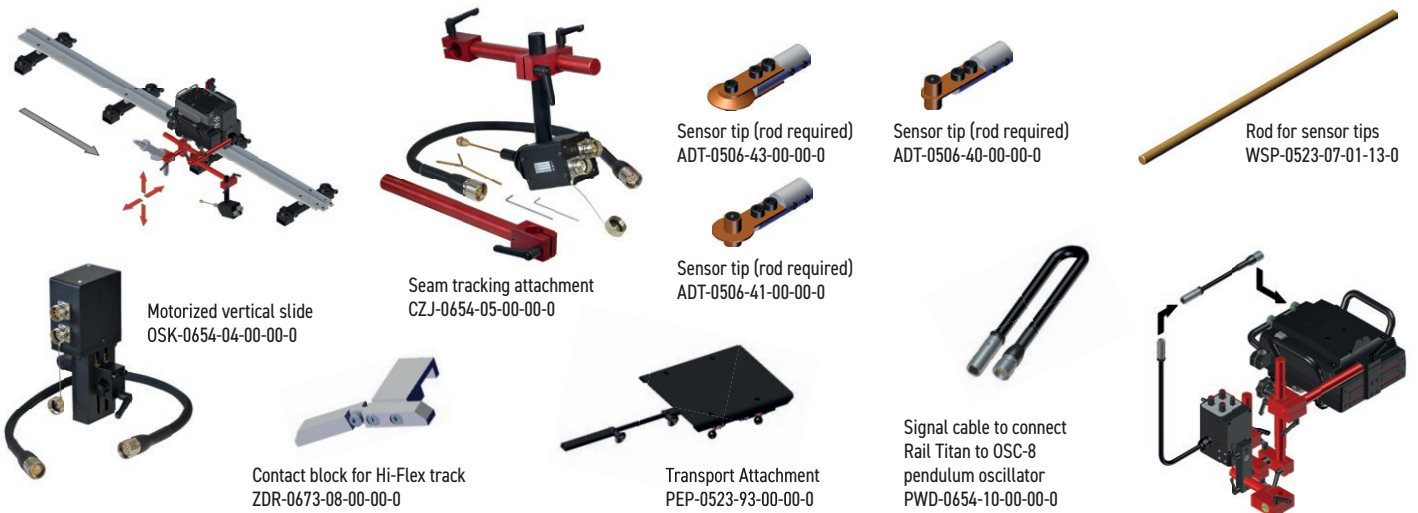 Sensor tip (rod required)
ADT-0506-43-00-00-0
Sensor tip (rod required)
ADT-0506-40-00-00-0
Rod for sensor tips
WSP-0523-07-01-13-0
Seam tracking attachment
CZJ-0654-05-00-00-0
Sensor tip (rod required)
ADT-0506-41-00-00-0
Motorized vertical slide
OSK-0654-04-00-00-0
Contact block for Hi-Flex track
ZDR-0673-08-00-00-0
Transport Attachment
PEP-0523-93-00-00-0
Signal cable to connect
Rail Titan to OSC-8
pendulum oscillator
PWD-0654-10-00-00-0